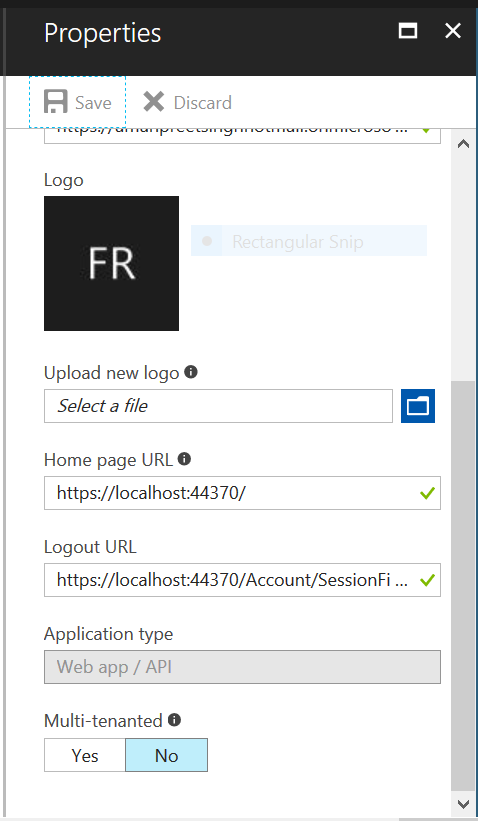 Properties
Save Discard
Logo
FR
Rectangular Snip
Upload new logo
Select a file
Home page URL
https://localhost:44370/
Logout URL
https://localhost:44370/Account/SessionFi ...
Application type
Web app / API
Multi-tenanted
Yes No